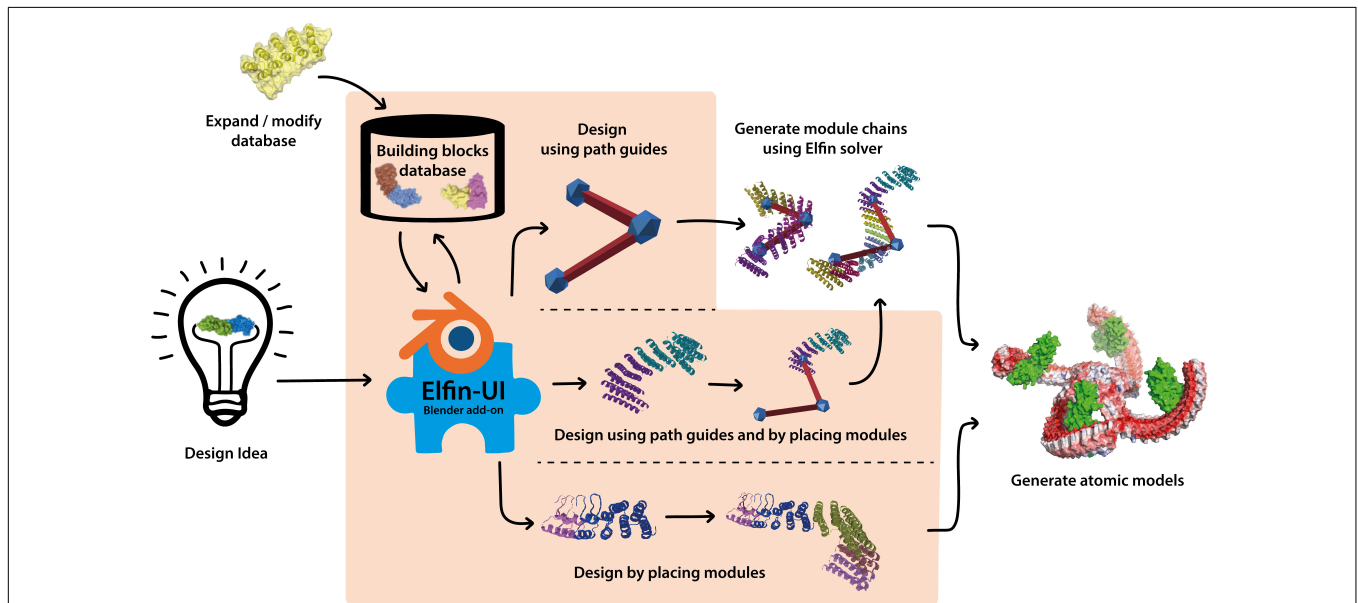 Expand / modify
database
Building blocks
database
Design
using path guides
Generate module chains
using Elfin solver
Elfin-UI
Blender add-on
Design Idea
Design using path guides and by placing modules
Generate atomic models
Design by placing modules